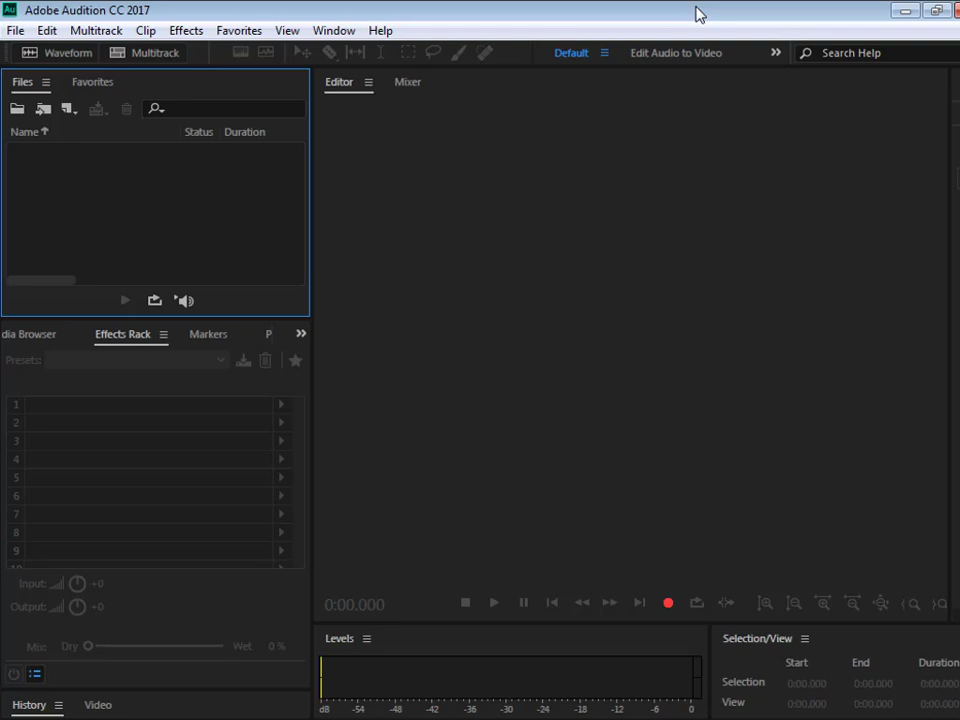 Au Adobe Audition CC 2017
File Edit Multitrack Clip Effects Favorites View Window Help
Waveform Multitrack Default Edit Audio to Video Search Help
Files Favorites
Name Status Duration
Editor Mixer
dia Browser Effects Rack Markers P
Presets:
1
2
3
4
5
6
7
8
9
Input: +0
Output: +0
Mix: Dry Wet 0 %
History Video
0:00.000
Levels
dB -54 -48 -42 -36 -30 -24 -18 -12 -6 0
Selection/View
Start End Duration
Selection 0:00.000 0:00.000 0:00.000
View 0:00.000 0:00.000 0:00.000